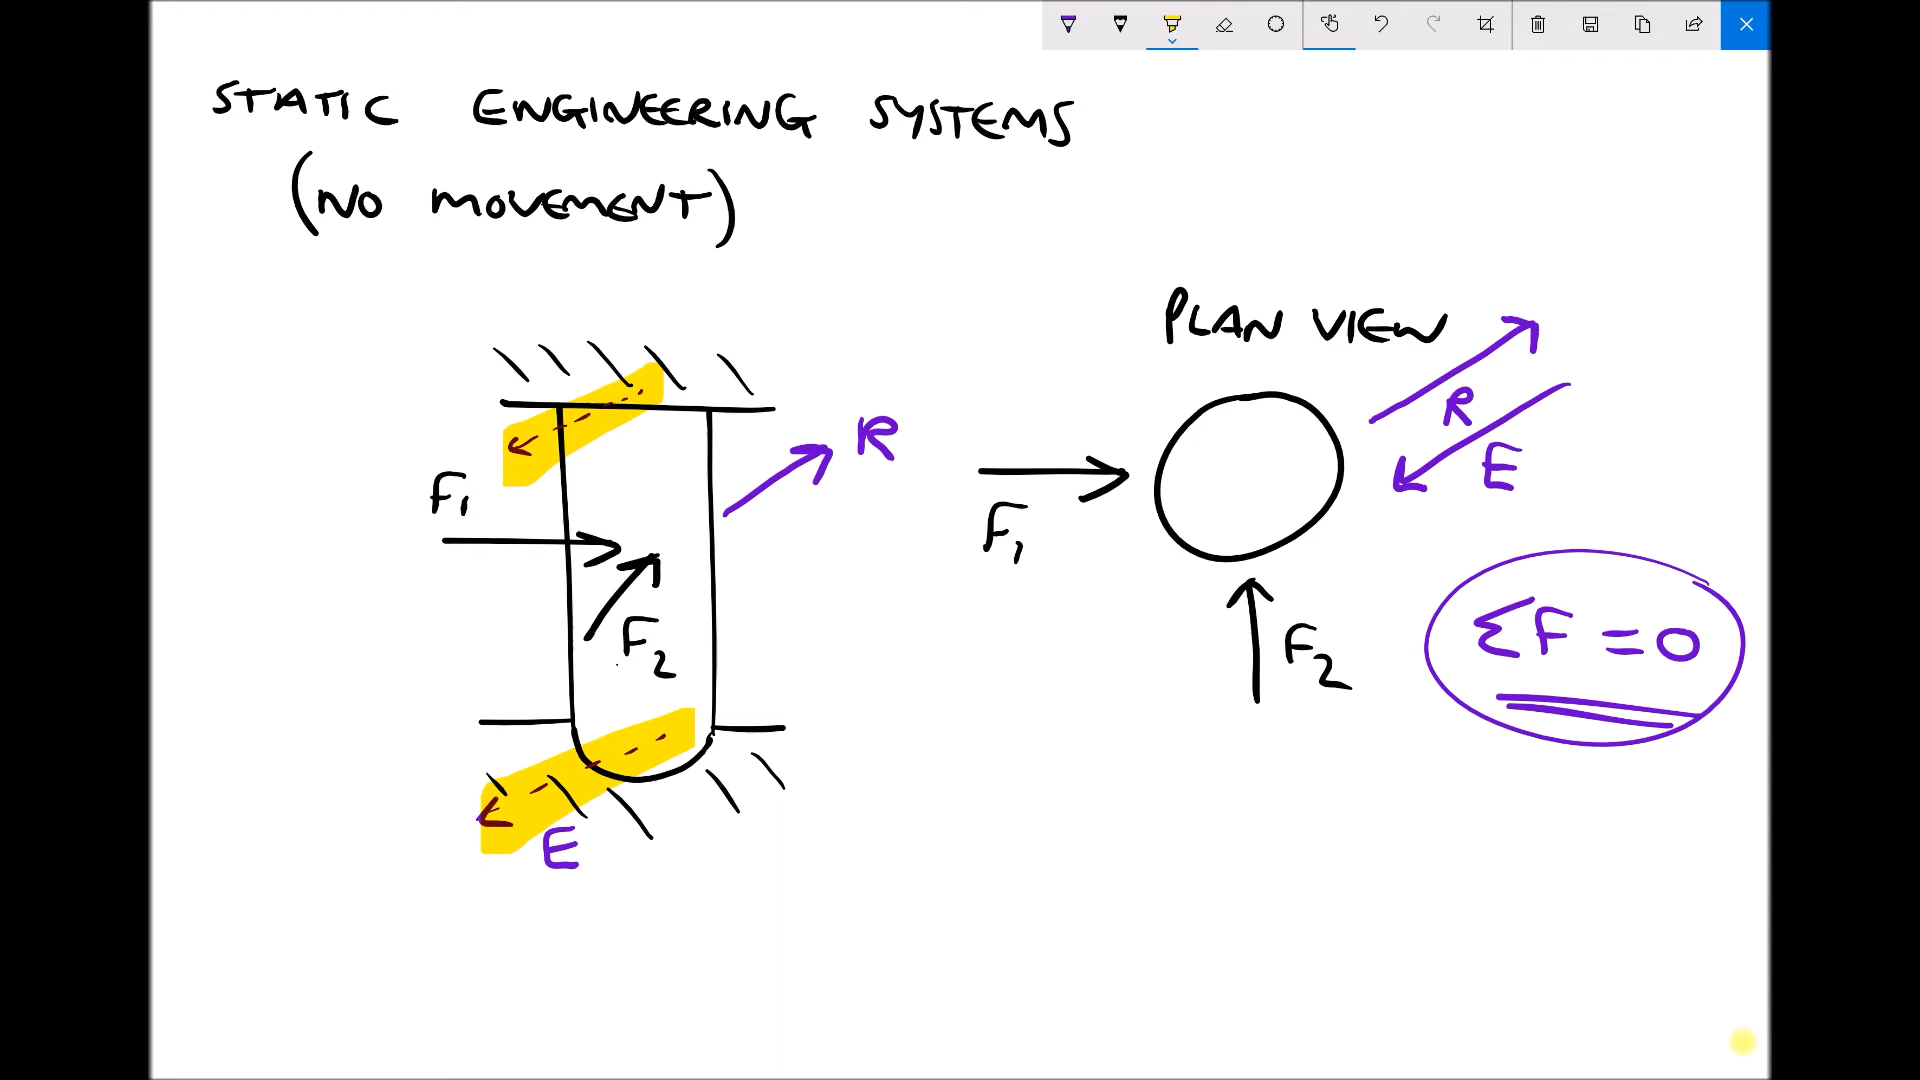 STATIC ENGINEERING SYSTEMS
(NO MOVEMENT)
PLAN VIEW
R
R
E
F1
F1
F2
F2
ΣF = 0
E